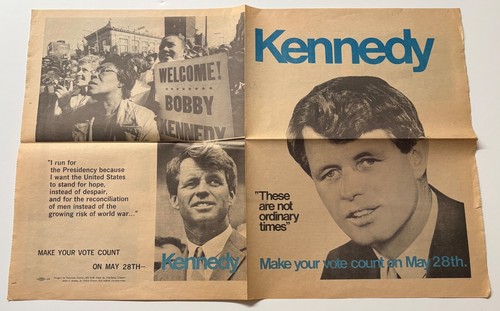 WELCOME!
BOBBY
KENNEDY
"I run for
the Presidency because
I want the United States
to stand for hope,
instead of despair,
and for the reconciliation
of men instead of the
growing risk of world war..."
MAKE YOUR VOTE COUNT
ON MAY 28TH—
Kennedy
Kennedy
"These
are not
ordinary
times"
Make your vote count on May 28th.